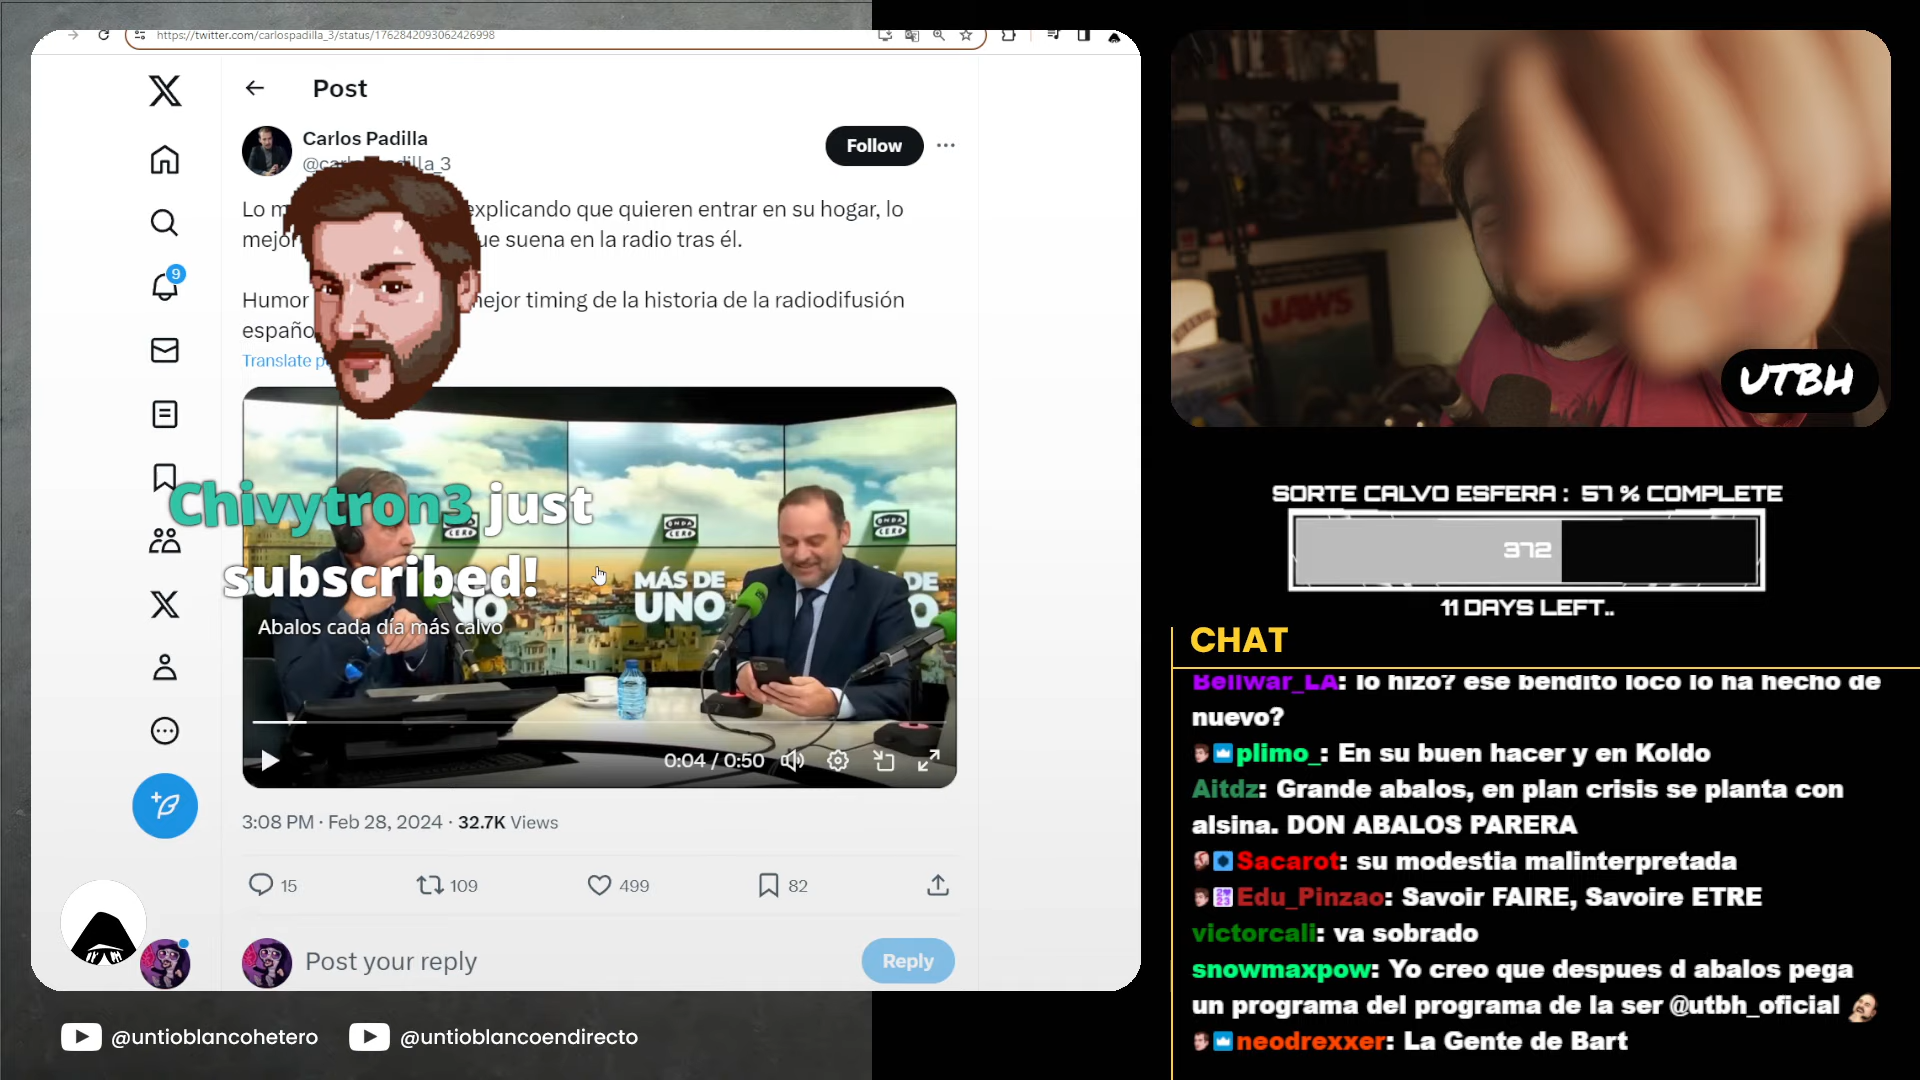 https://twitter.com/carlospadilla_3/status/1762842093062426998
Post
Carlos Padilla
Follow
explicando que quieren entrar en su hogar, lo
mejor
ue suena en la radio tras él.
Humor
mejor timing de la historia de la radiodifusión
españo
Translate p
9
Chivytron3 just
subscribed!
Abalos cada día más calvo
ONDA CERO
ONDA CERO
MÁS DE
UNO
0:04 / 0:50
3:08 PM · Feb 28, 2024 · 32.7K Views
15
109
499
82
Post your reply
Reply
@untioblancohetero
@untioblancoendirecto
JAWS
UTBH
SORTE CALVO ESFERA : 57 % COMPLETE
372
11 DAYS LEFT..
CHAT
Bellwar_LA: lo hizo? ese bendito loco lo ha hecho de
nuevo?
plimo_: En su buen hacer y en Koldo
Aitdz: Grande abalos, en plan crisis se planta con
alsina. DON ABALOS PARERA
Sacarot: su modestia malinterpretada
Edu_Pinzao: Savoir FAIRE, Savoire ETRE
victorcali: va sobrado
snowmaxpow: Yo creo que despues d abalos pega
un programa del programa de la ser @utbh_oficial
neodrexxer: La Gente de Bart